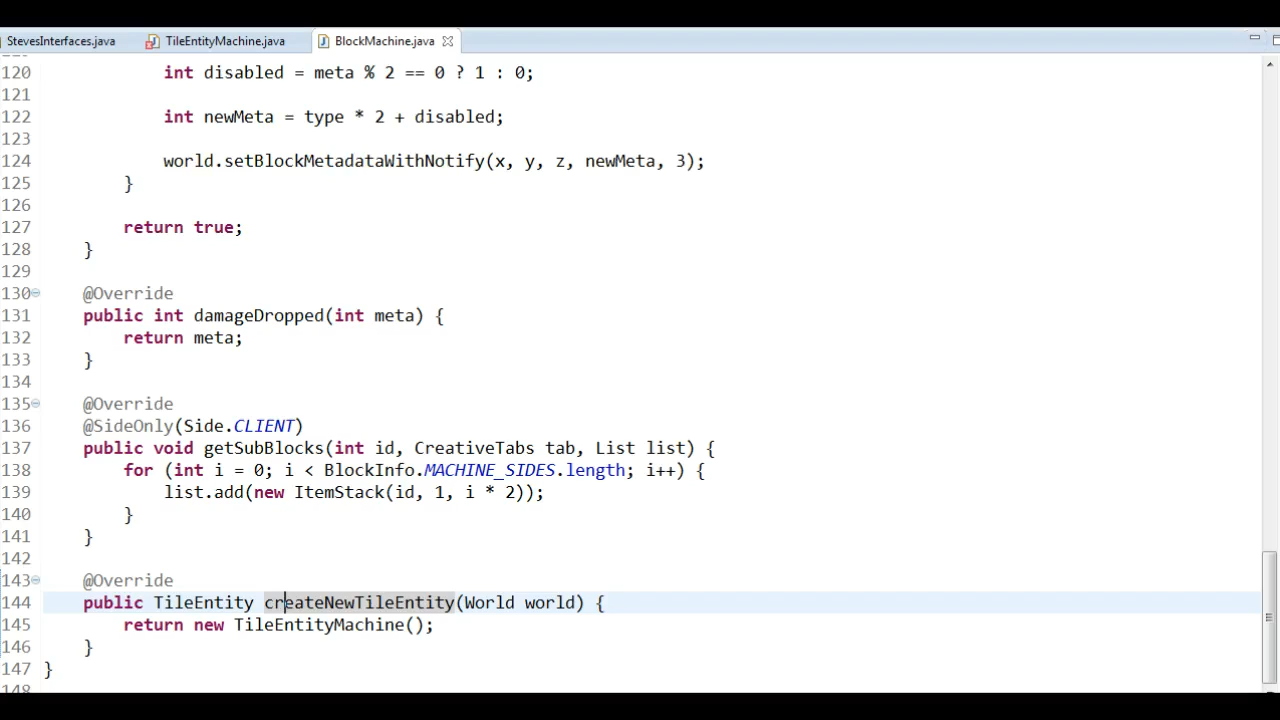 StevesInterfaces.java TileEntityMachine.java BlockMachine.java
120 int disabled = meta % 2 == 0 ? 1 : 0;
121
122 int newMeta = type * 2 + disabled;
123
124 world.setBlockMetadataWithNotify(x, y, z, newMeta, 3);
125 }
126
127 return true;
128 }
129
130 @Override
131 public int damageDropped(int meta) {
132 return meta;
133 }
134
135 @Override
136 @SideOnly(Side.CLIENT)
137 public void getSubBlocks(int id, CreativeTabs tab, List list) {
138 for (int i = 0; i < BlockInfo.MACHINE_SIDES.length; i++) {
139 list.add(new ItemStack(id, 1, i * 2));
140 }
141 }
142
143 @Override
144 public TileEntity createNewTileEntity(World world) {
145 return new TileEntityMachine();
146 }
147 }
148